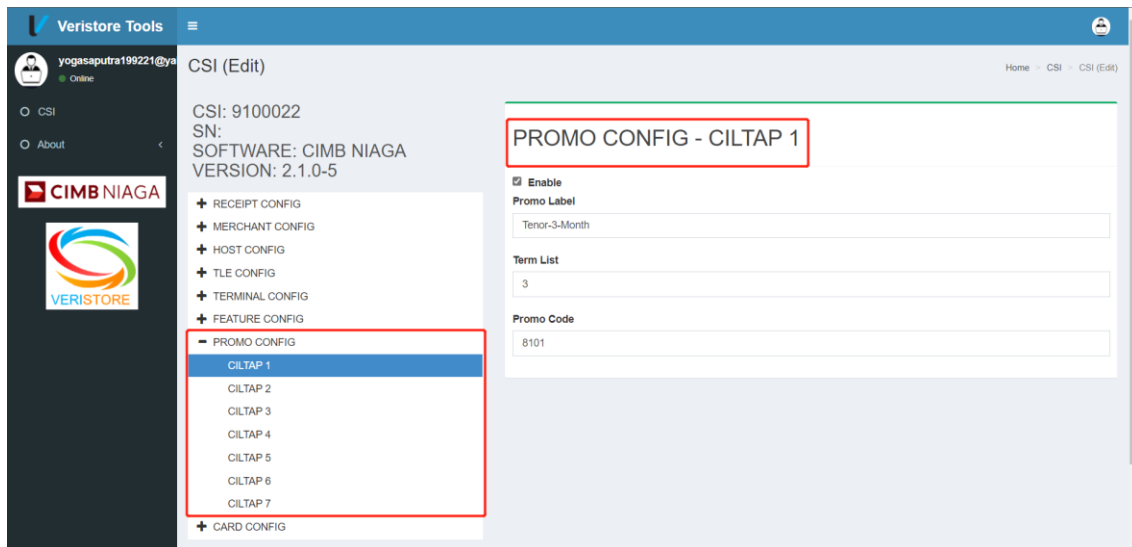 Veristore Tools
yogasaputra199221@ya
Online
CSI
About
CIMB NIAGA
VERISTORE
CSI (Edit)
Home > CSI > CSI (Edit)
CSI: 9100022
SN:
SOFTWARE: CIMB NIAGA
VERSION: 2.1.0-5
RECEIPT CONFIG
MERCHANT CONFIG
HOST CONFIG
TLE CONFIG
TERMINAL CONFIG
FEATURE CONFIG
PROMO CONFIG
CILTAP 1
CILTAP 2
CILTAP 3
CILTAP 4
CILTAP 5
CILTAP 6
CILTAP 7
CARD CONFIG
PROMO CONFIG - CILTAP 1
Enable
Promo Label
Tenor-3-Month
Term List
3
Promo Code
8101